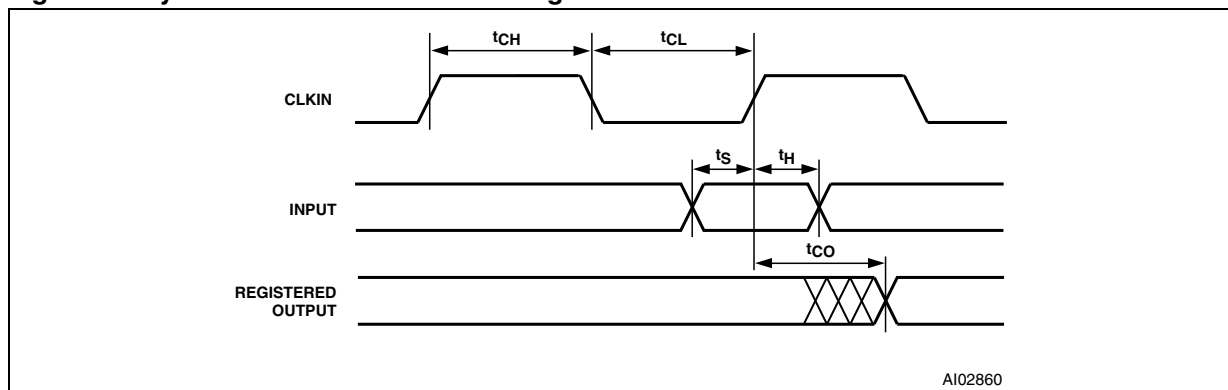 tCH
tCL
CLKIN
tS
tH
INPUT
tCO
REGISTERED
OUTPUT
AI02860